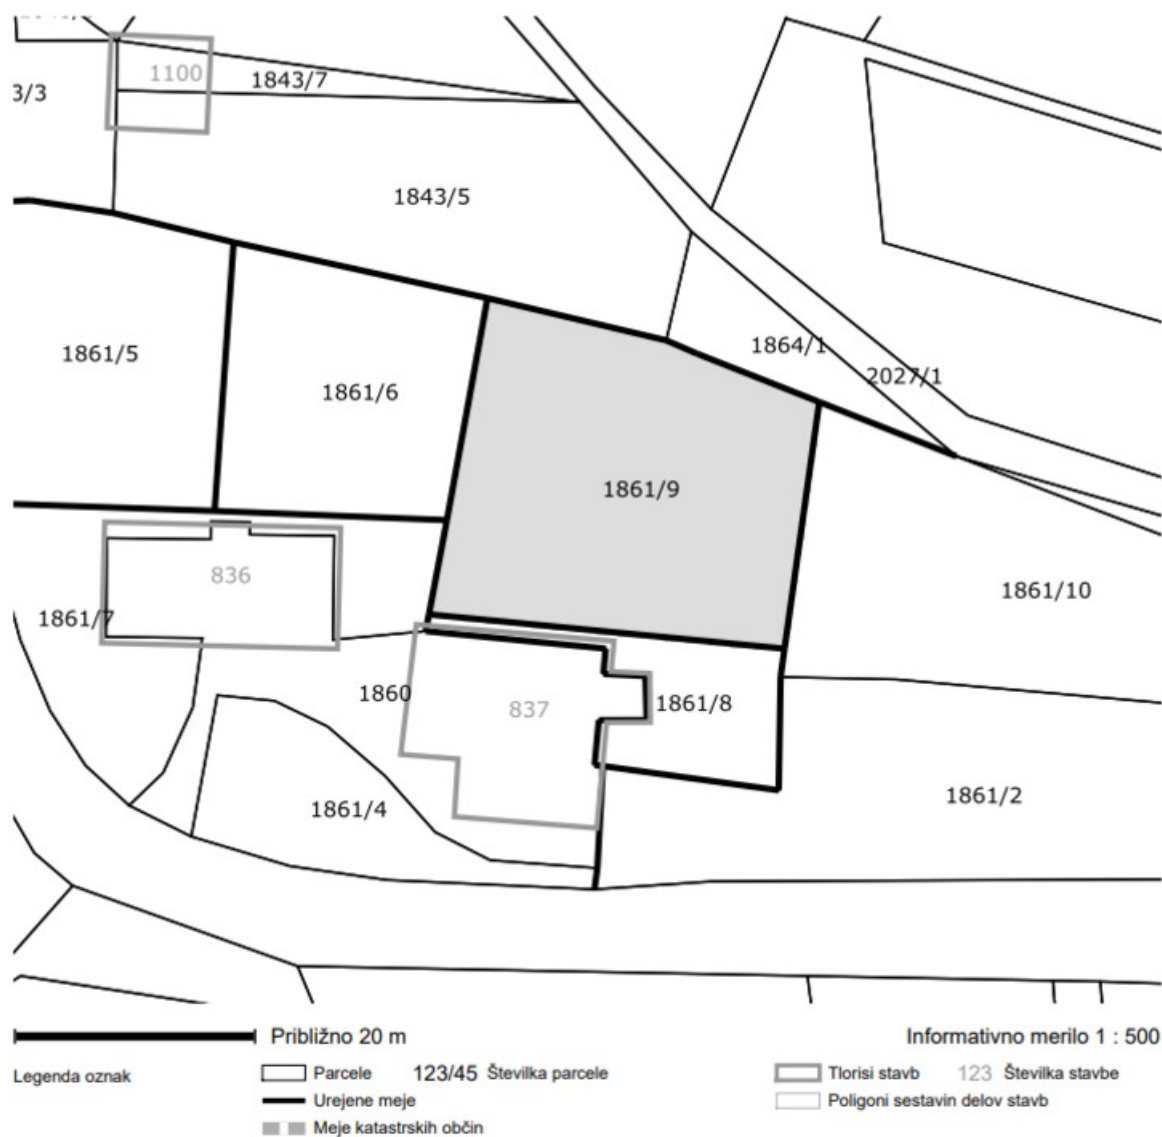 1100
1843/7
3/3
1843/5
1864/1
1861/5
2027/1
1861/6
1861/9
836
1861/10
1861/7
1860
837
1861/8
1861/4
1861/2
Približno 20 m
Informativno merilo 1 : 500
Legenda oznak
Parcele 123/45 Številka parcele
Tlorisi stavb 123 Številka stavbe
Urejene meje
Poligoni sestavin delov stavb
Meje katastrskih občin